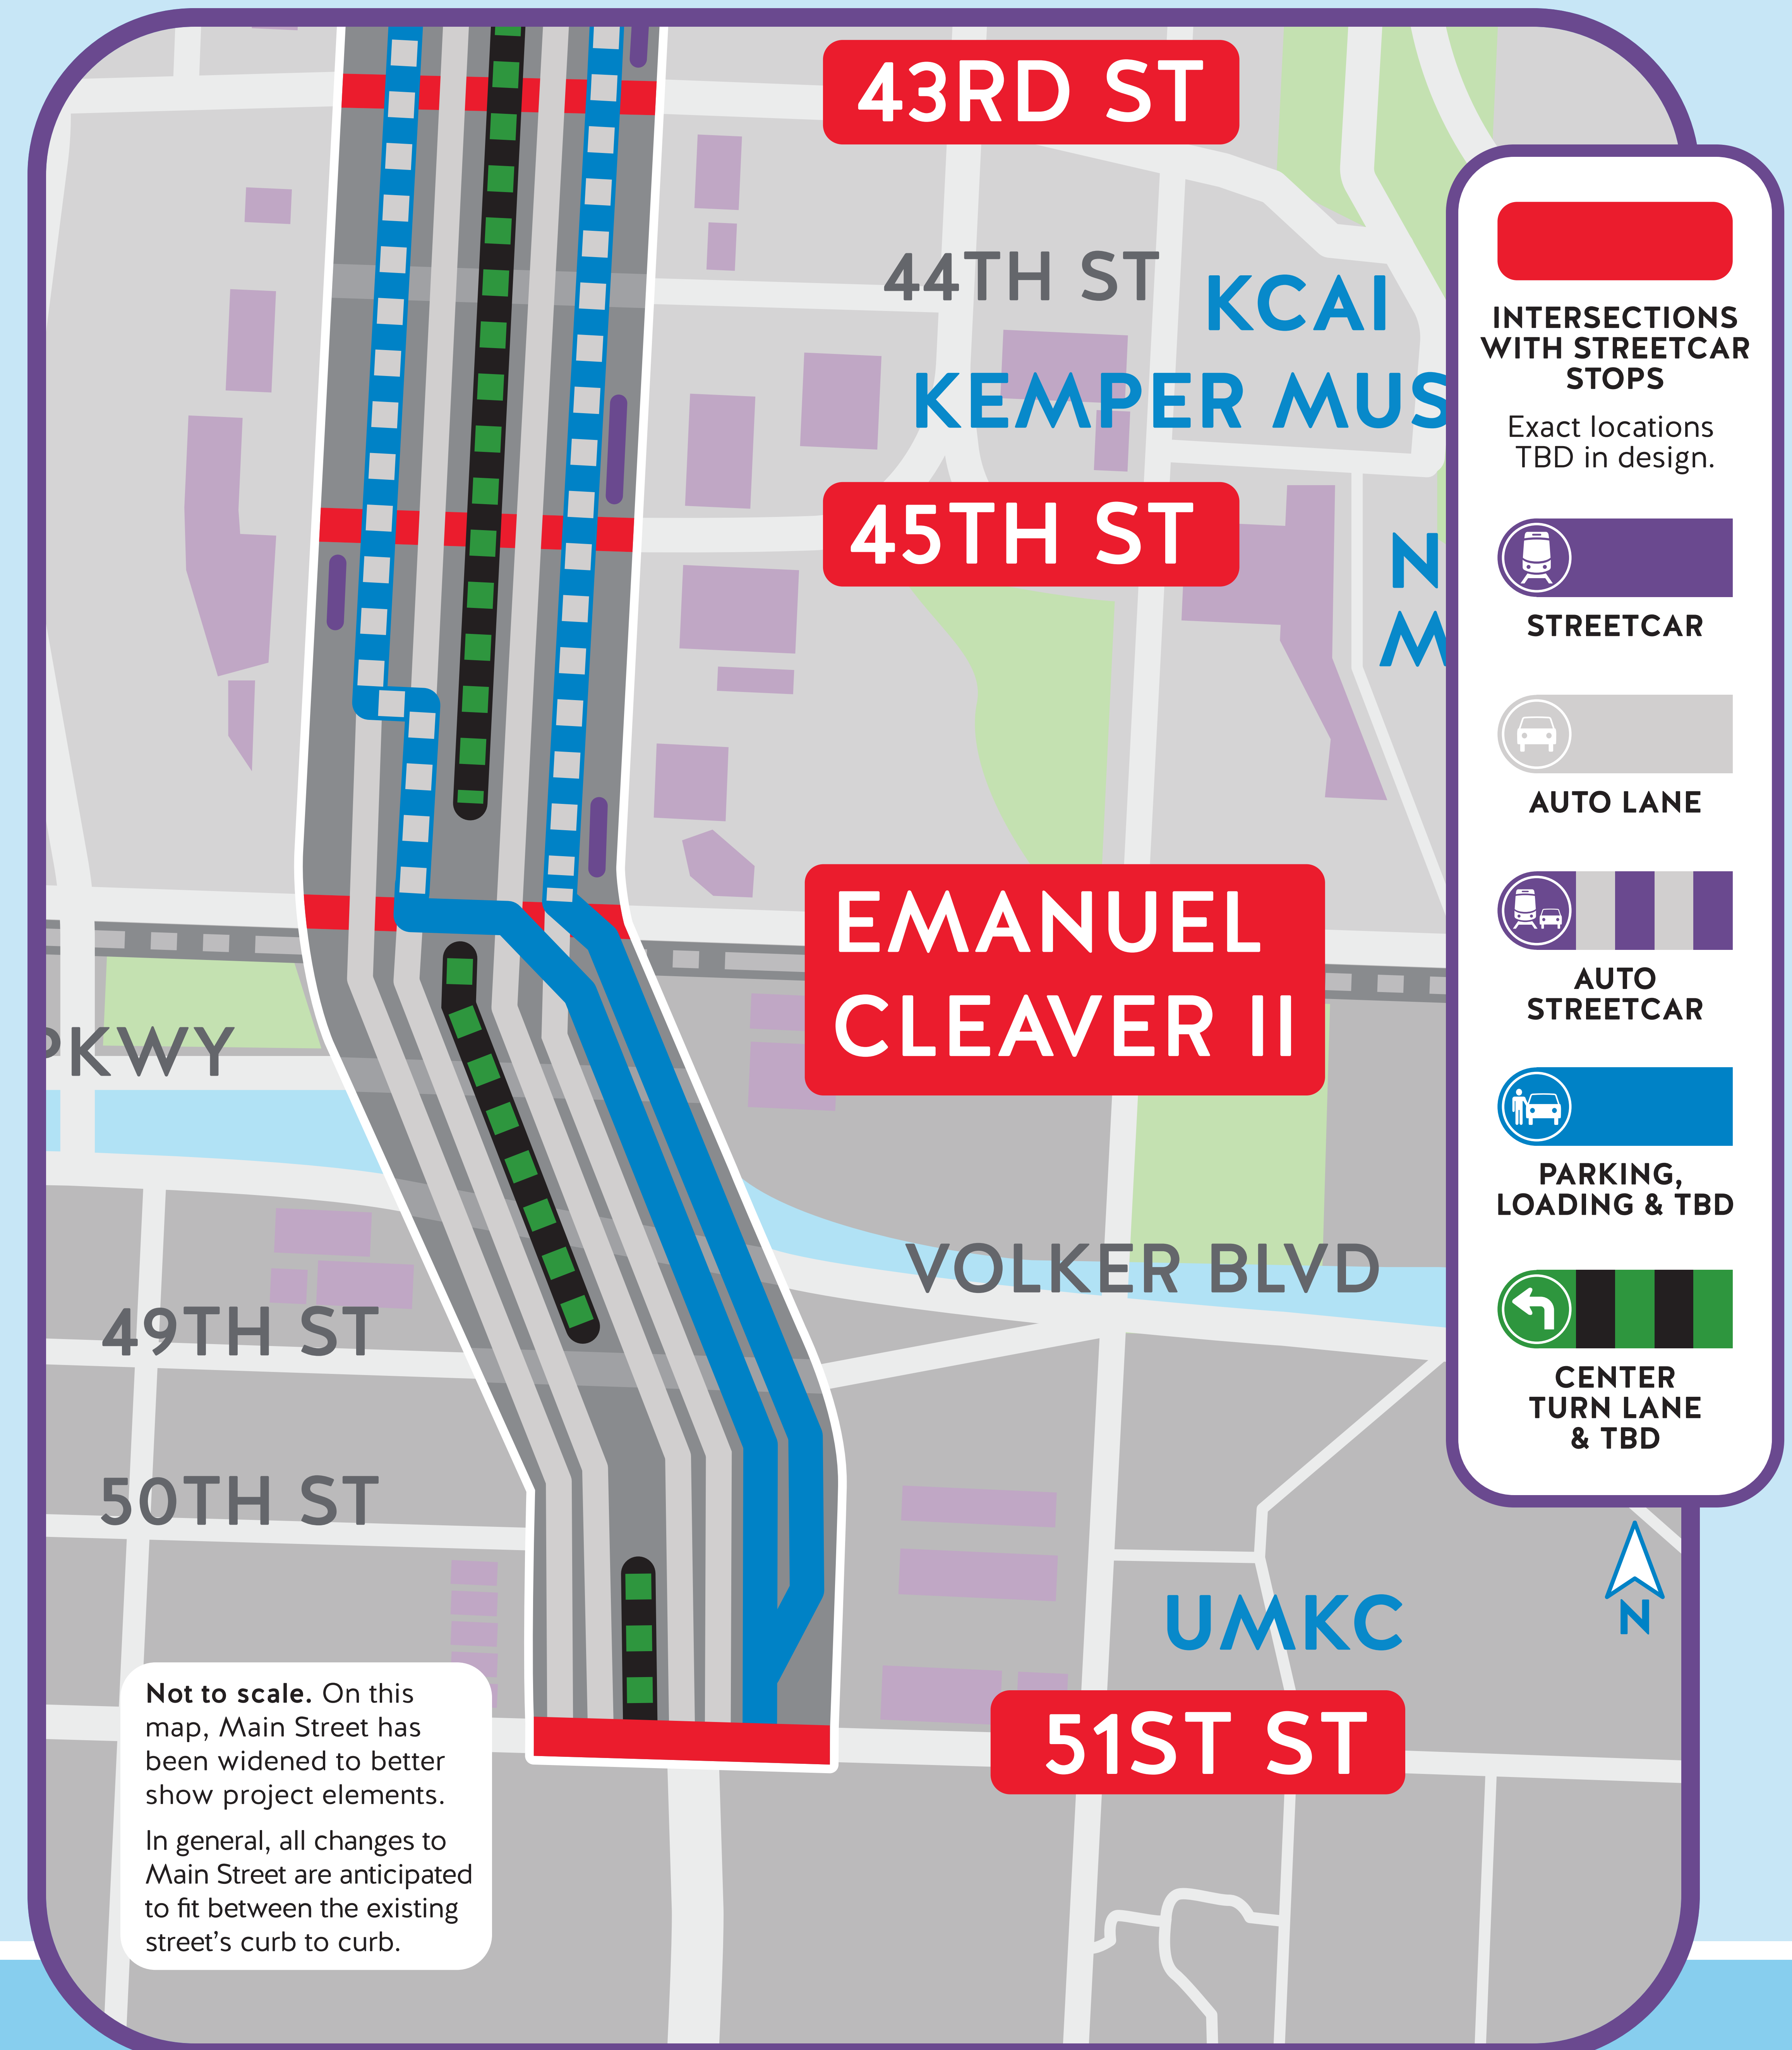 43RD ST
44TH ST
KCAI
KEMPER MUS
45TH ST
N
M
EMANUEL
CLEAVER II
PKWY
VOLKER BLVD
49TH ST
50TH ST
UMKC
51ST ST
Not to scale. On this
map, Main Street has
been widened to better
show project elements.
In general, all changes to
Main Street are anticipated
to fit between the existing
street's curb to curb.
INTERSECTIONS
WITH STREETCAR
STOPS
Exact locations
TBD in design.
STREETCAR
AUTO LANE
AUTO
STREETCAR
PARKING,
LOADING & TBD
CENTER
TURN LANE
& TBD
N